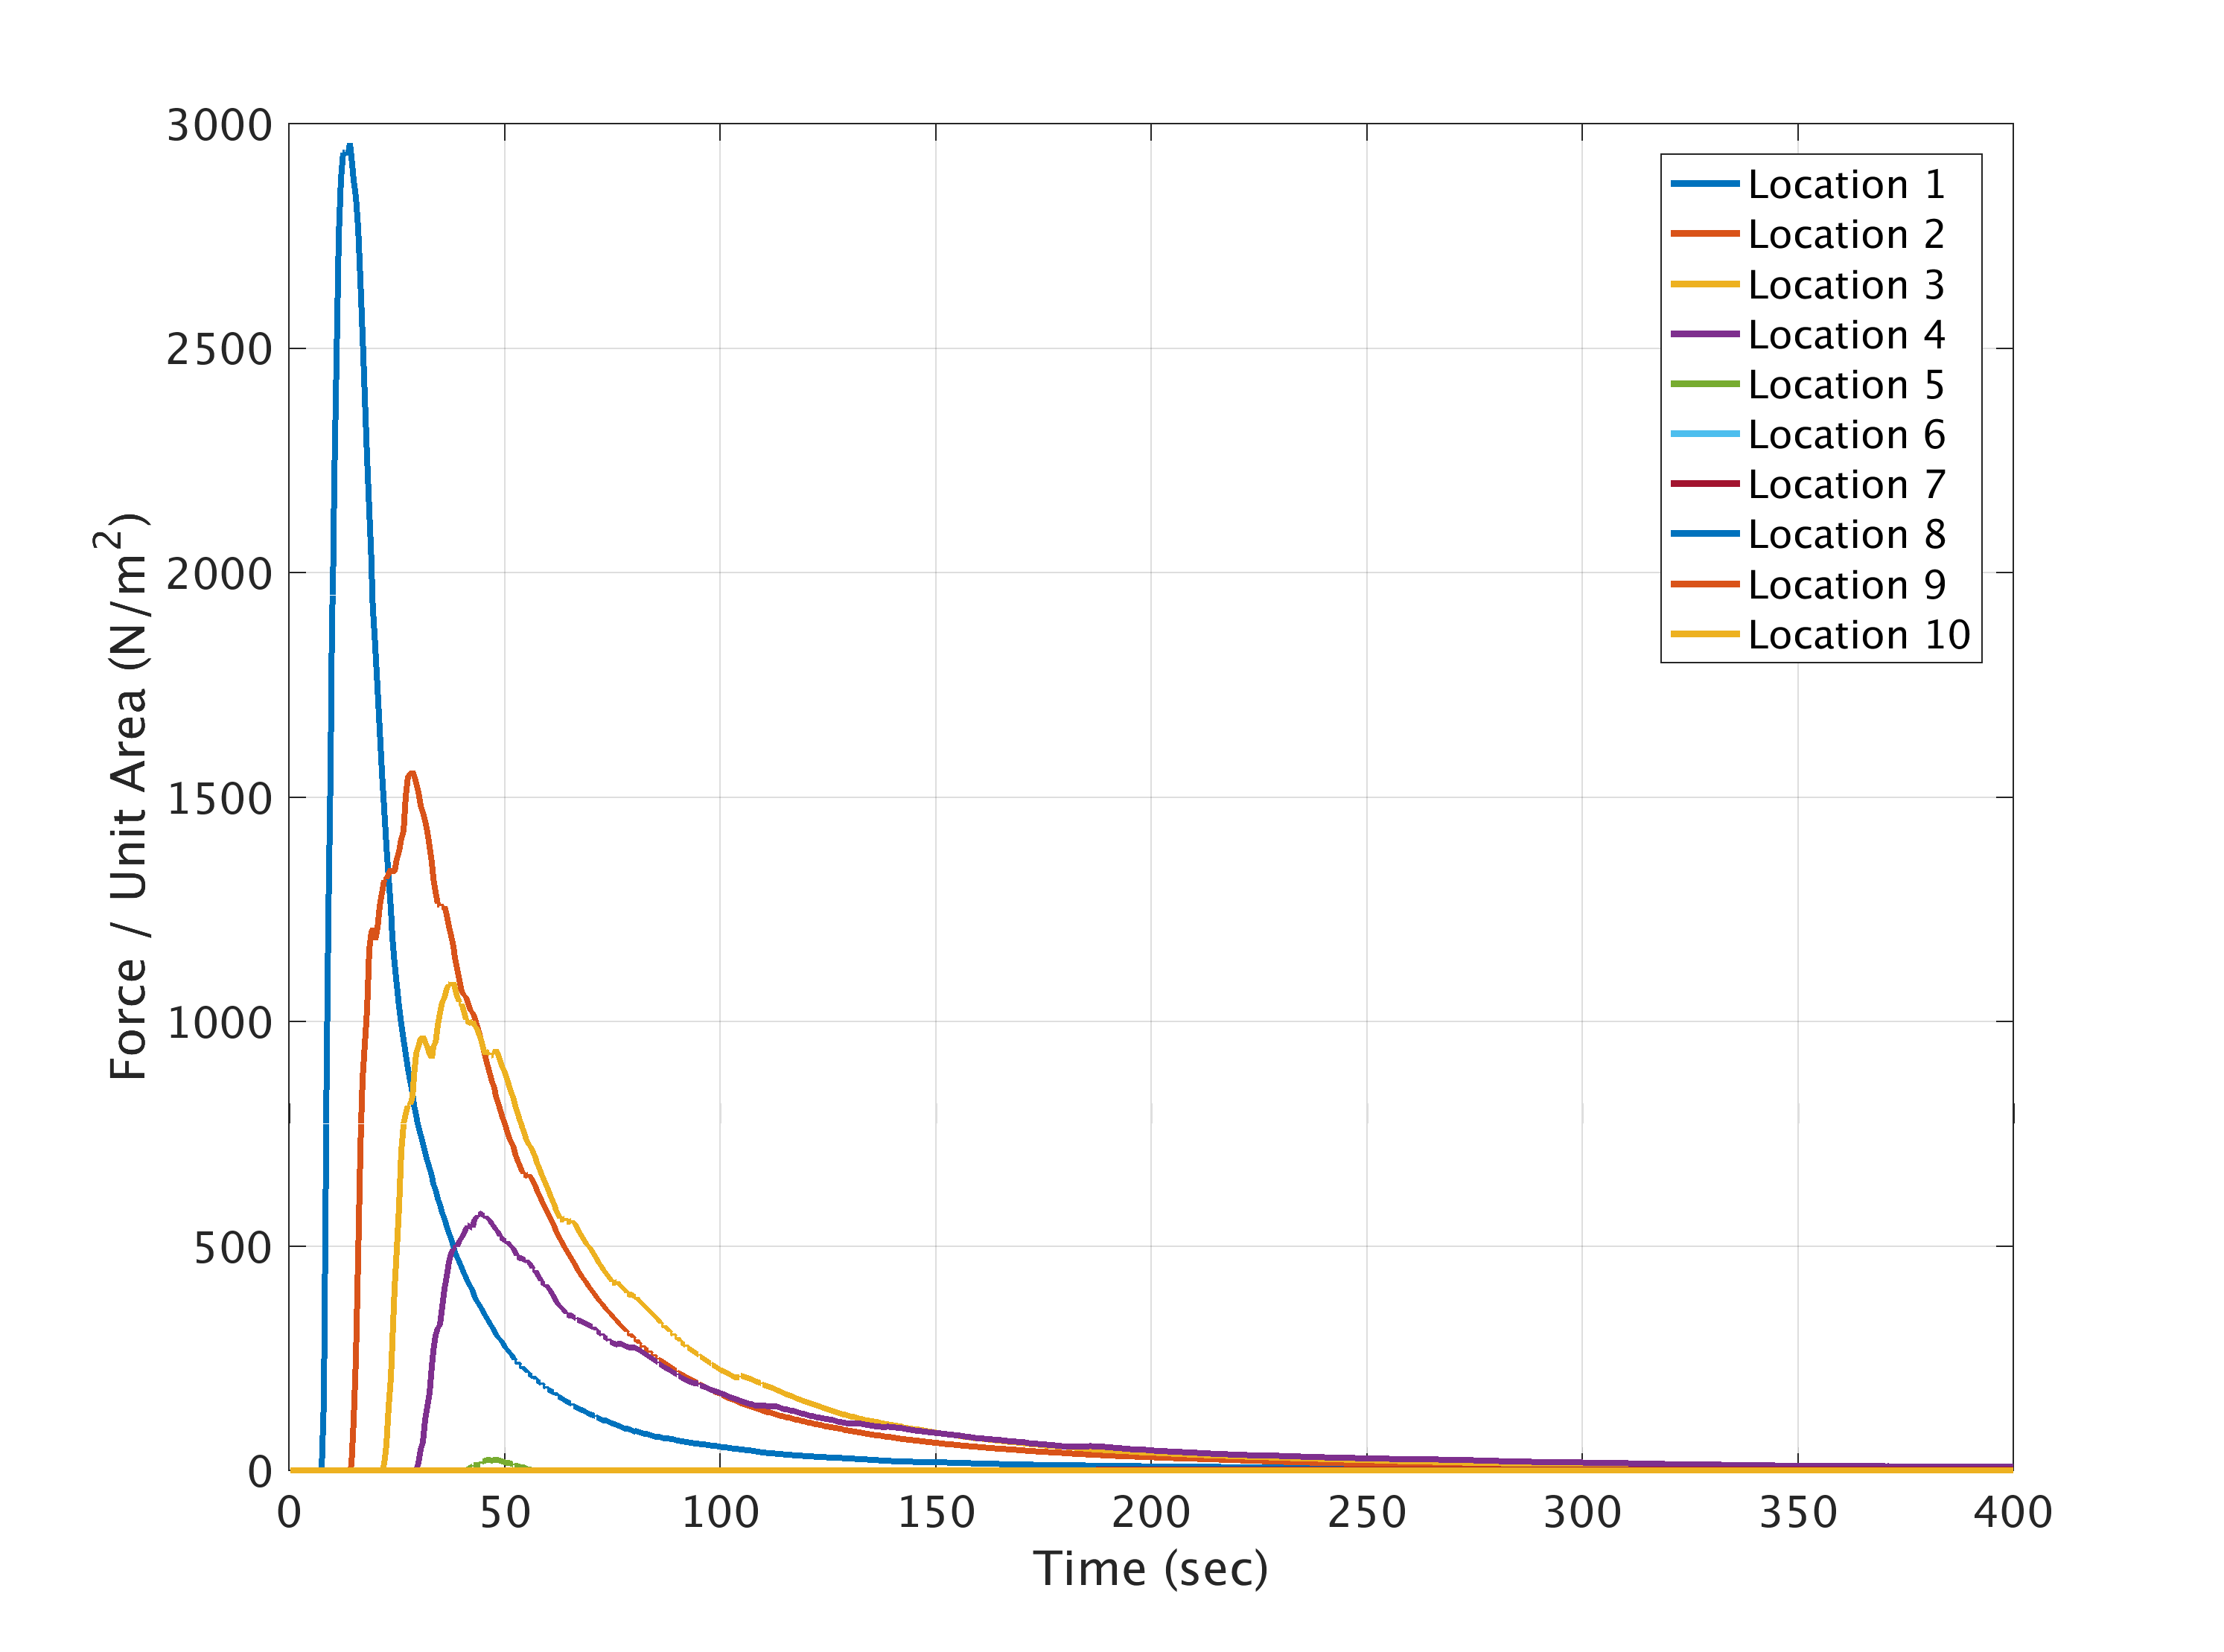 3000
2500
2000
1500
1000
500
0
Force / Unit Area (N/m²)
0 50 100 150 200 250 300 350 400
Time (sec)
Location 1
Location 2
Location 3
Location 4
Location 5
Location 6
Location 7
Location 8
Location 9
Location 10